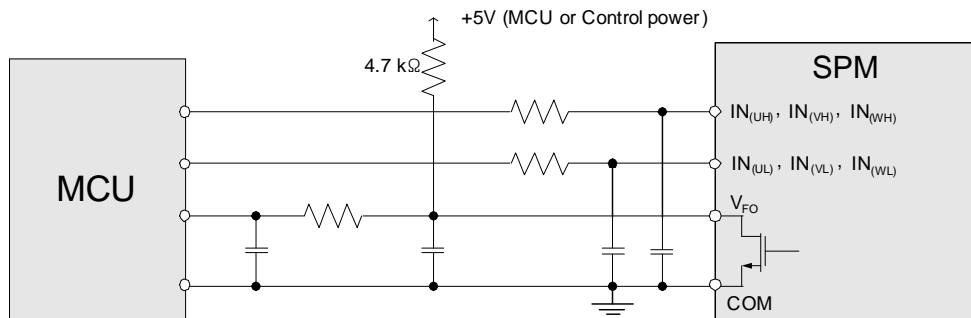 +5V (MCU or Control power)
4.7 kΩ
SPM
MCU
IN(UH), IN(VH), IN(WH)
IN(UL), IN(VL), IN(WL)
VFO
COM